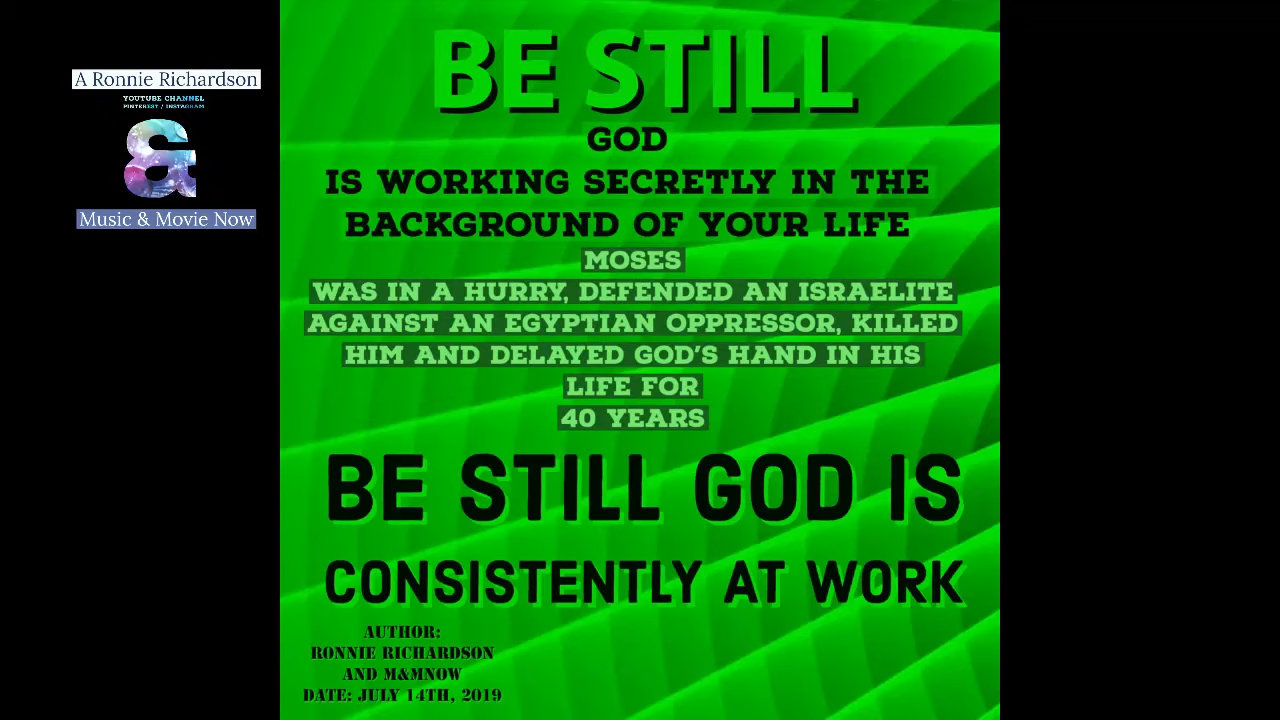 A Ronnie Richardson
YOUTUBE CHANNEL
PINTEREST / INSTAGRAM
&
Music & Movie Now
BE STILL
GOD
IS WORKING SECRETLY IN THE
BACKGROUND OF YOUR LIFE
MOSES
WAS IN A HURRY, DEFENDED AN ISRAELITE
AGAINST AN EGYPTIAN OPPRESSOR, KILLED
HIM AND DELAYED GOD'S HAND IN HIS
LIFE FOR
40 YEARS
BE STILL GOD IS
CONSISTENTLY AT WORK
AUTHOR:
RONNIE RICHARDSON
AND M&MNOW
DATE: JULY 14TH, 2019